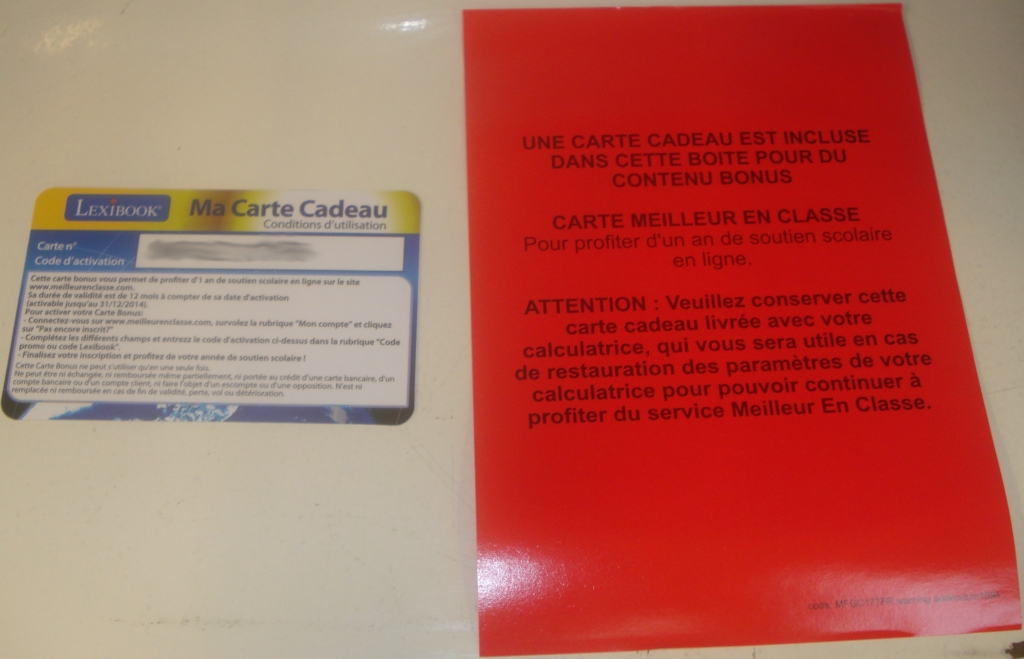 LEXIBOOK
Ma Carte Cadeau
Conditions d'utilisation
Carte n°
Code d'activation
Cette carte bonus vous permet de profiter d'1 an de soutien scolaire en ligne sur le site
www.meilleurenclasse.com.
Sa durée de validité est de 12 mois à compter de sa date d'activation
(activable jusqu'au 31/12/2014).
Pour activer votre Carte Bonus:
- Connectez-vous sur www.meilleurenclasse.com, survolez la rubrique "Mon compte" et cliquez
sur "Pas encore inscrit?"
- Complétez les différents champs et entrez le code d'activation ci-dessus dans la rubrique "Code
promo ou code Lexibook".
- Finalisez votre inscription et profitez de votre année de soutien scolaire !
Cette Carte Bonus ne peut s'utiliser qu'en une seule fois.
Ne peut être ni échangée, ni remboursée même partiellement, ni portée au crédit d'une carte bancaire, d'un
compte bancaire ou d'un compte client, ni faire l'objet d'un escompte ou d'une opposition. N'est ni
remplacée ni remboursée en cas de fin de validité, perte, vol ou détérioration.
UNE CARTE CADEAU EST INCLUSE
DANS CETTE BOITE POUR DU
CONTENU BONUS
CARTE MEILLEUR EN CLASSE
Pour profiter d'un an de soutien scolaire
en ligne.
ATTENTION : Veuillez conserver cette
carte cadeau livrée avec votre
calculatrice, qui vous sera utile en cas
de restauration des paramètres de votre
calculatrice pour pouvoir continuer à
profiter du service Meilleur En Classe.
code: